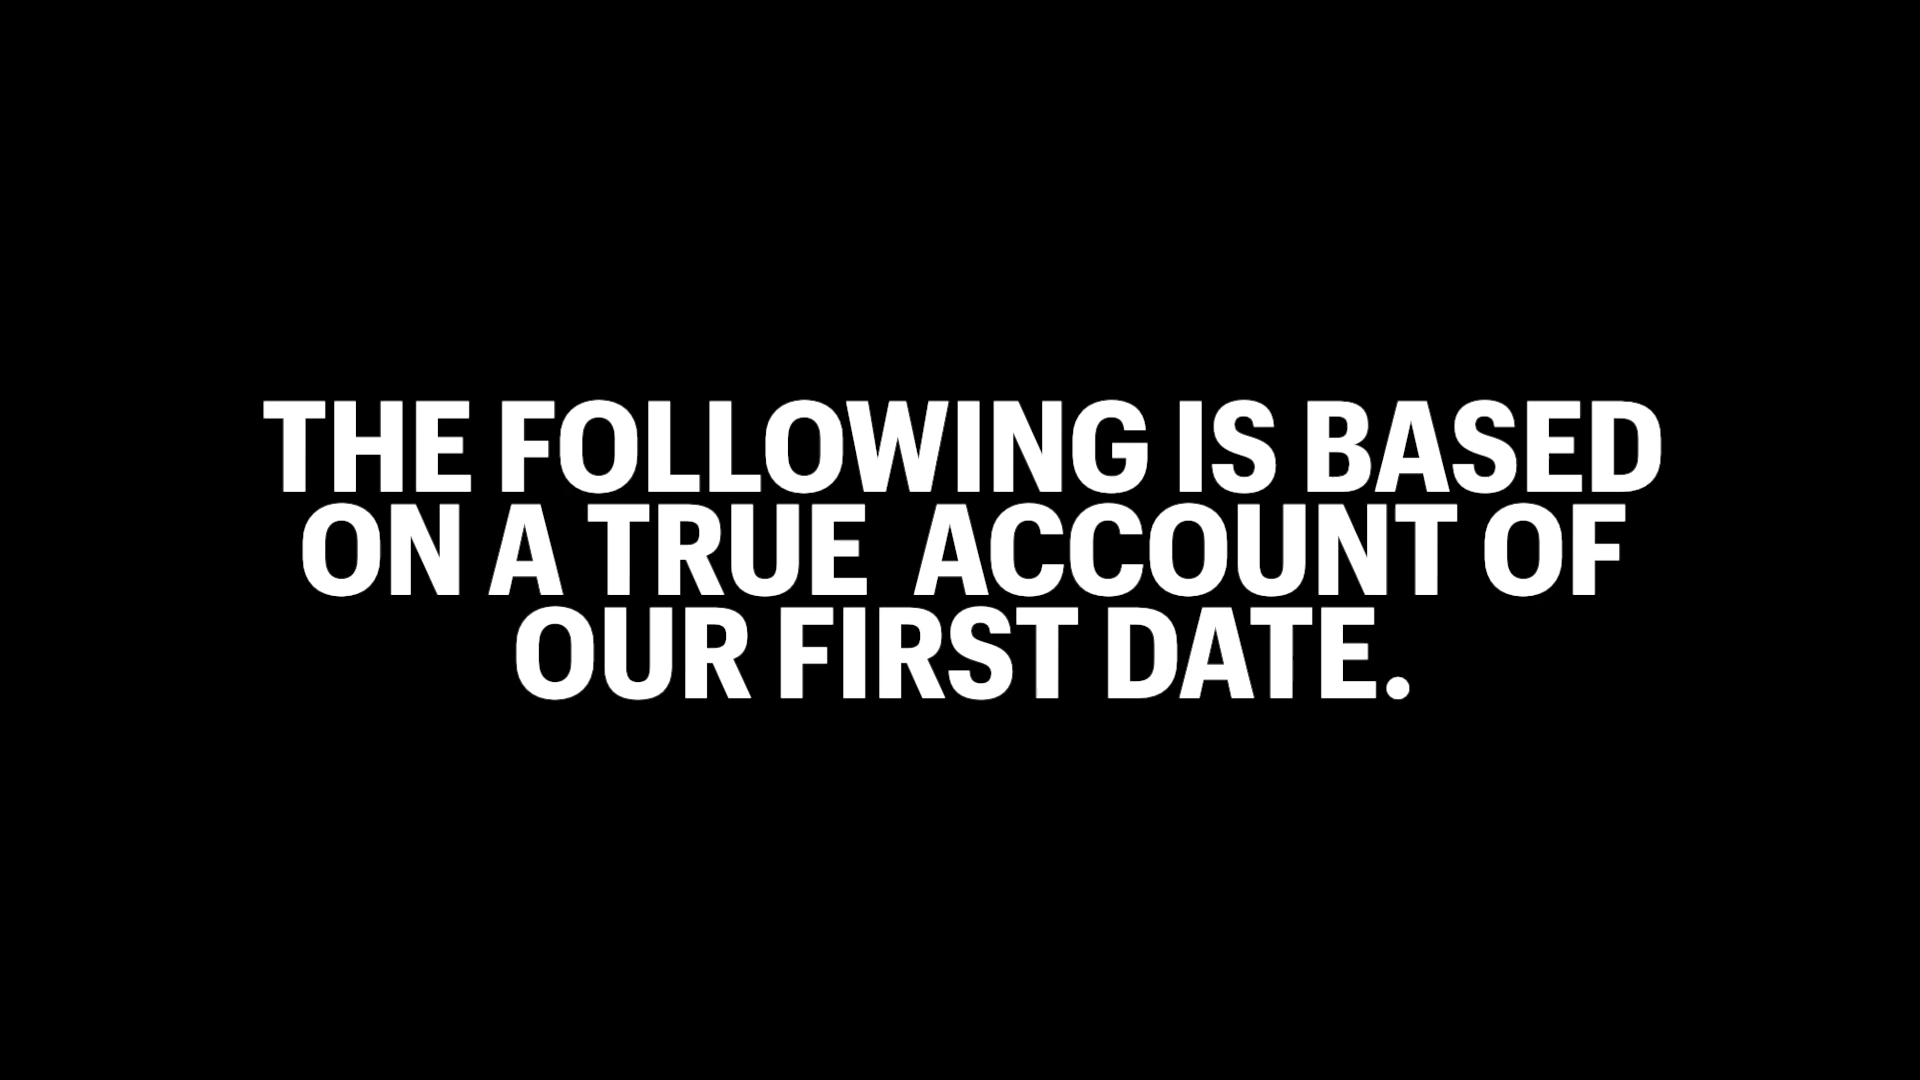 THE FOLLOWING IS BASED
ON A TRUE  ACCOUNT OF
OUR FIRST DATE.